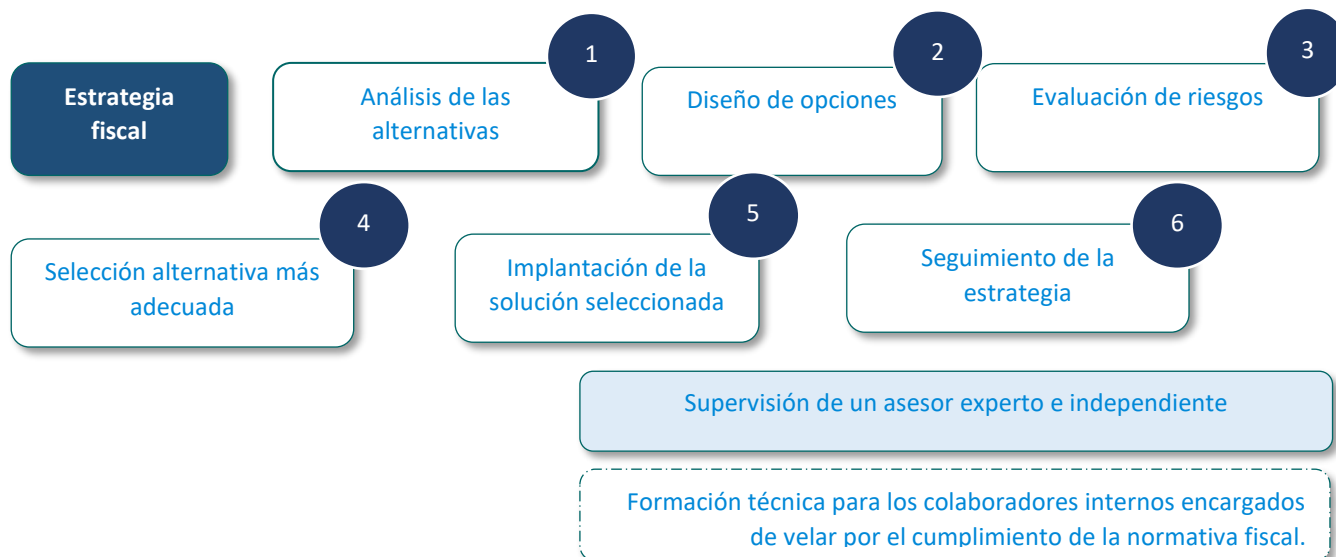 Estrategia
fiscal
1
Análisis de las
alternativas
2
Diseño de opciones
3
Evaluación de riesgos
4
Selección alternativa más
adecuada
5
Implantación de la
solución seleccionada
6
Seguimiento de la
estrategia
Supervisión de un asesor experto e independiente
Formación técnica para los colaboradores internos encargados
de velar por el cumplimiento de la normativa fiscal.